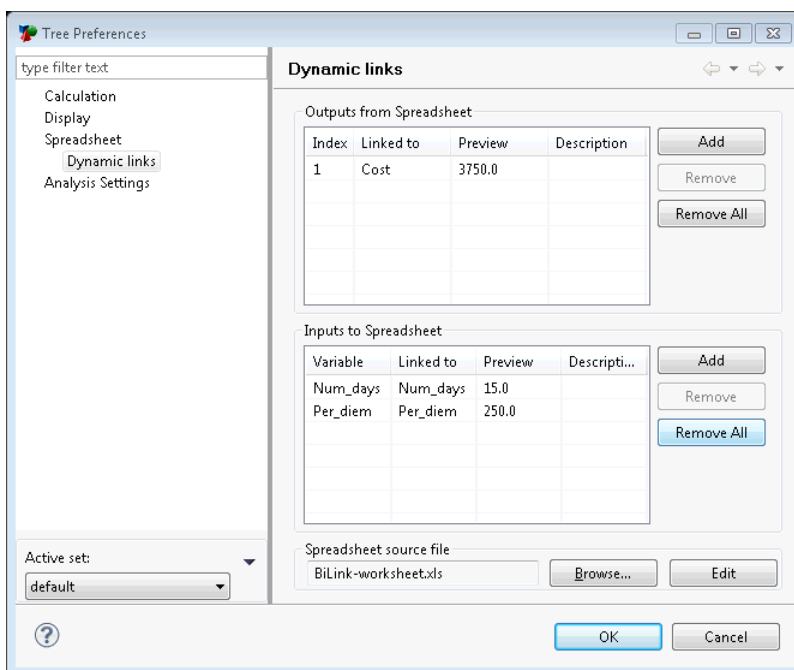 Tree Preferences
type filter text
Calculation
Display
Spreadsheet
Dynamic links
Analysis Settings
Active set:
default
Dynamic links
Outputs from Spreadsheet
Index Linked to Preview Description
1 Cost 3750.0
Add
Remove
Remove All
Inputs to Spreadsheet
Variable Linked to Preview Descripti...
Num_days Num_days 15.0
Per_diem Per_diem 250.0
Add
Remove
Remove All
Spreadsheet source file
BiLink-worksheet.xls Browse... Edit
? OK Cancel